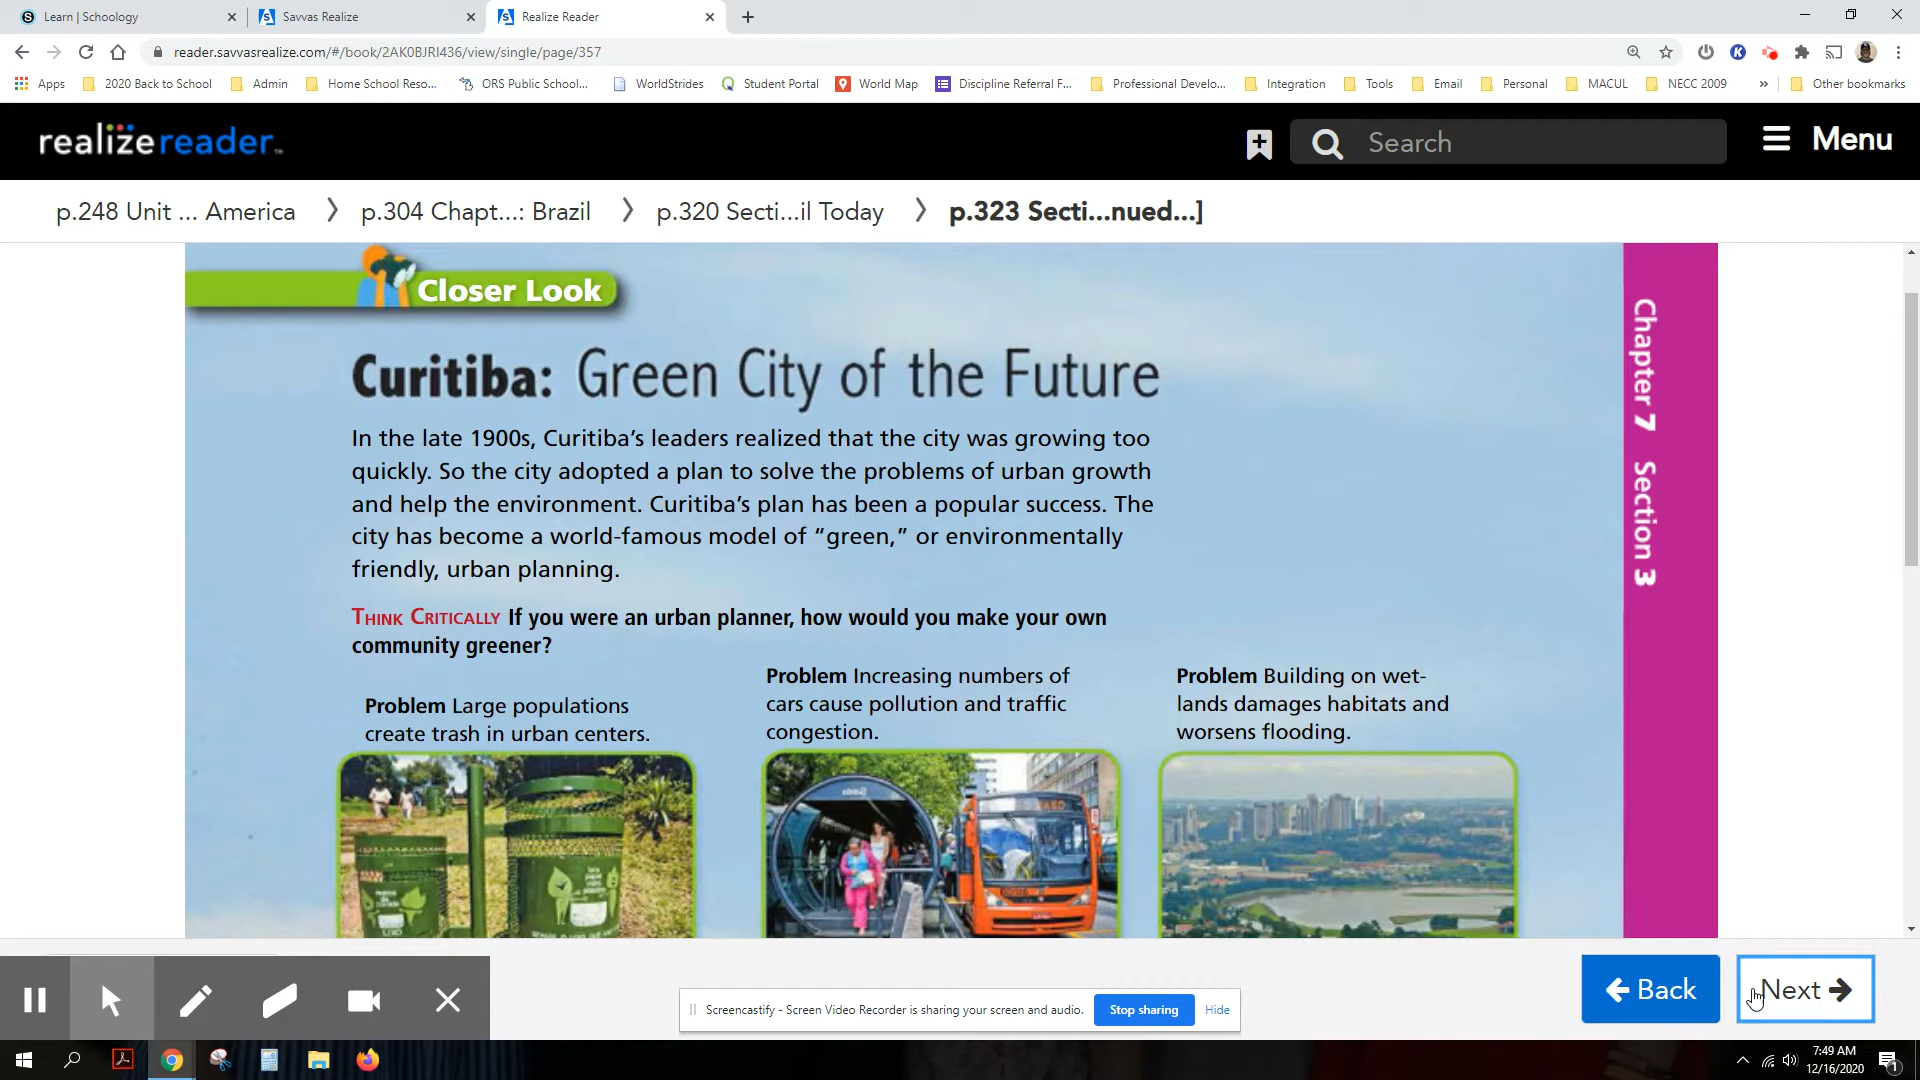 Learn | Schoology
Savvas Realize
Realize Reader
reader.savvasrealize.com/#/book/2AK0BJRI436/view/single/page/357
Apps
2020 Back to School
Admin
Home School Reso...
ORS Public School...
WorldStrides
Student Portal
World Map
Discipline Referral F...
Professional Develo...
Integration
Tools
Email
Personal
MACUL
NECC 2009
»
Other bookmarks
realizereader™
Search
Menu
p.248 Unit ... America
p.304 Chapt...: Brazil
p.320 Secti...il Today
p.323 Secti...nued...]
Closer Look
Curitiba: Green City of the Future
In the late 1900s, Curitiba's leaders realized that the city was growing too
quickly. So the city adopted a plan to solve the problems of urban growth
and help the environment. Curitiba's plan has been a popular success. The
city has become a world-famous model of “green,” or environmentally
friendly, urban planning.
THINK CRITICALLY If you were an urban planner, how would you make your own
community greener?
Problem Large populations
create trash in urban centers.
Problem Increasing numbers of
cars cause pollution and traffic
congestion.
Problem Building on wet-
lands damages habitats and
worsens flooding.
Chapter 7 Section 3
Back
Next
Screencastify - Screen Video Recorder is sharing your screen and audio.
Stop sharing
Hide
7:49 AM
12/16/2020
1